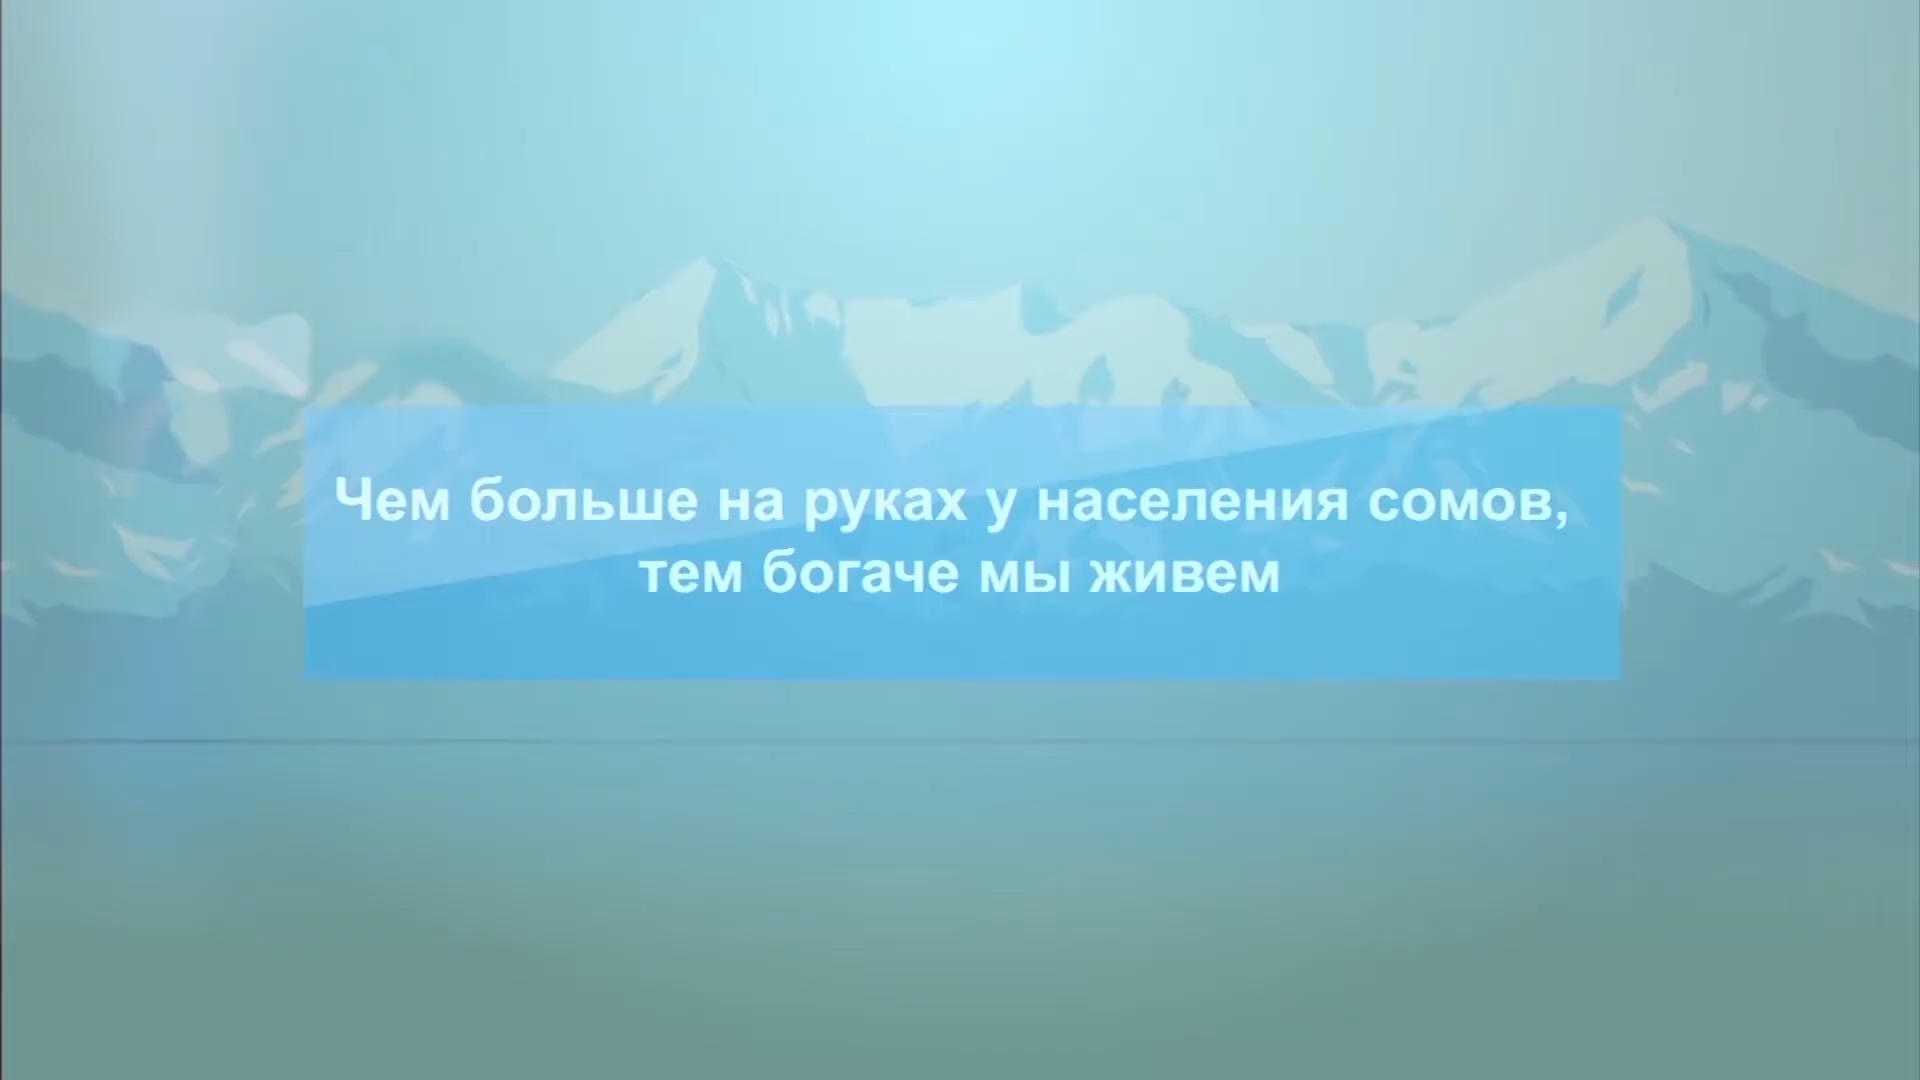 Чем больше на руках у населения сомов,
тем богаче мы живем